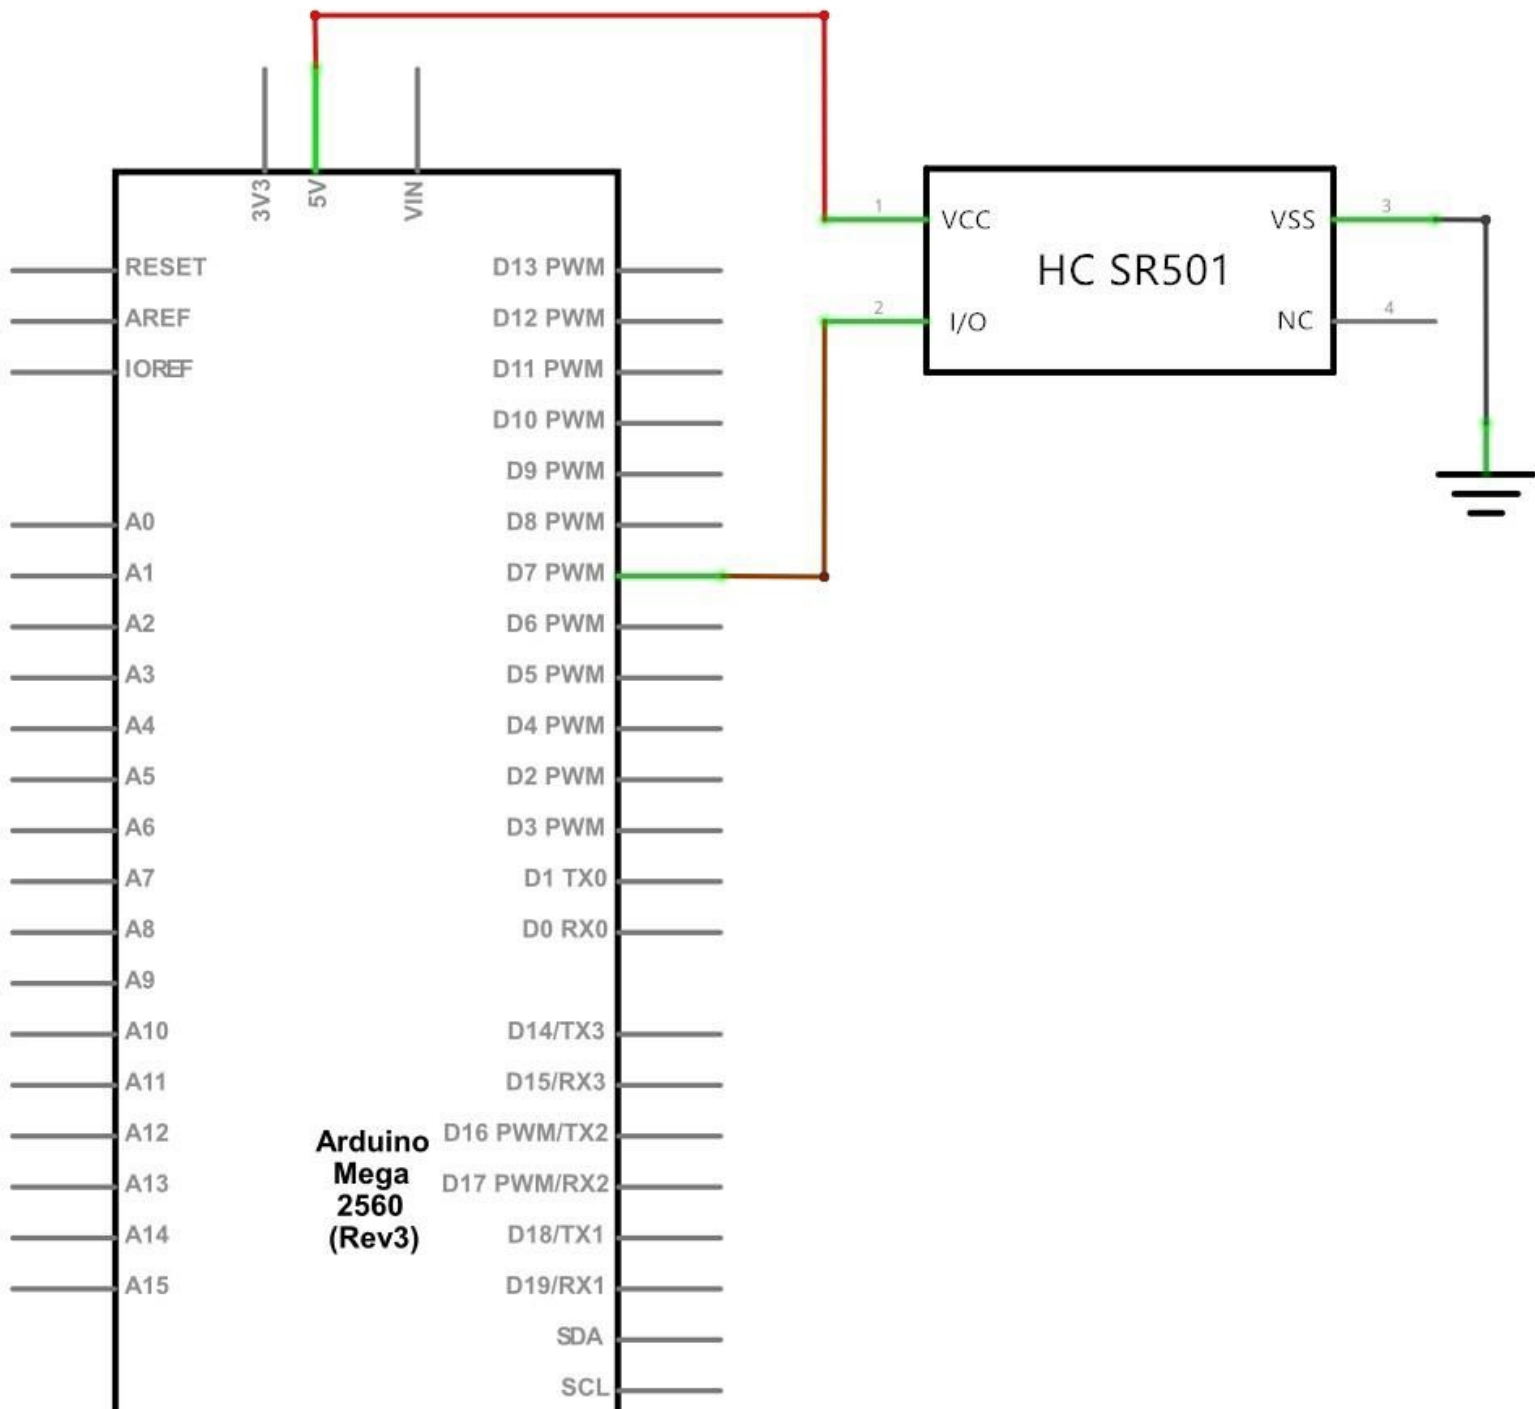 3V3
5V
VIN
RESET
AREF
IOREF
A0
A1
A2
A3
A4
A5
A6
A7
A8
A9
A10
A11
A12
A13
A14
A15
D13 PWM
D12 PWM
D11 PWM
D10 PWM
D9 PWM
D8 PWM
D7 PWM
D6 PWM
D5 PWM
D4 PWM
D2 PWM
D3 PWM
D1 TX0
D0 RX0
D14/TX3
D15/RX3
D16 PWM/TX2
D17 PWM/RX2
D18/TX1
D19/RX1
SDA
SCL
Arduino
Mega
2560
(Rev3)
1
VCC
2
I/O
HC SR501
VSS
3
NC
4